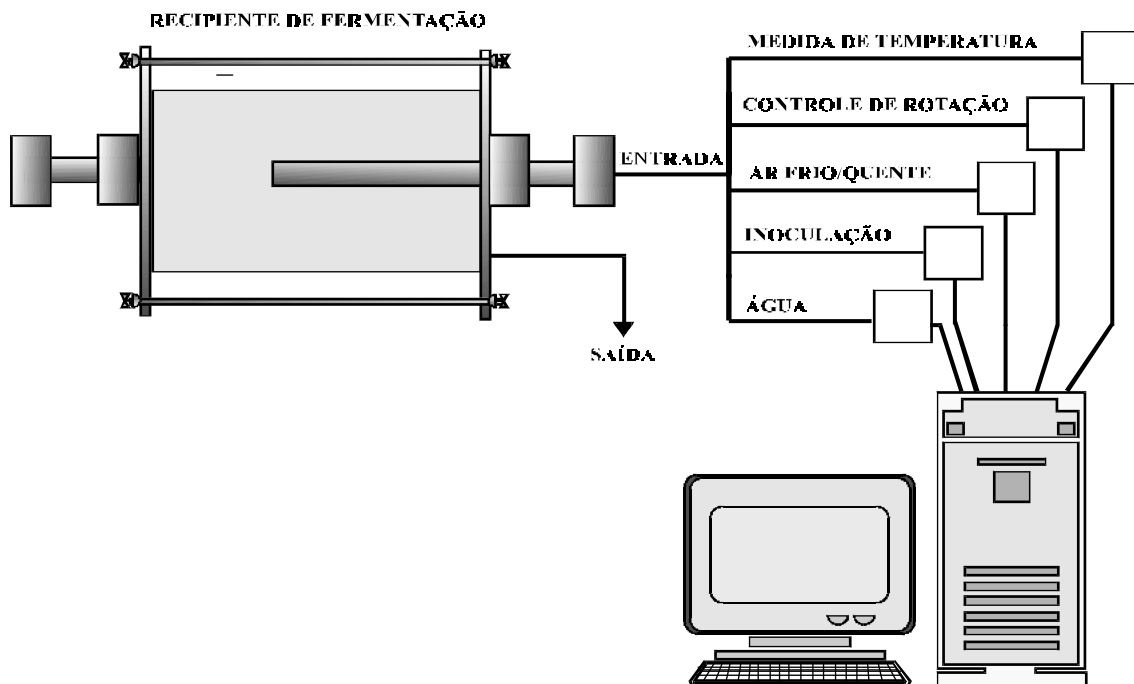 RECIPIENTE DE FERMENTAÇÃO
MEDIDA DE TEMPERATURA
CONTROLE DE ROTAÇÃO
ENTRADA
AR FRIO/QUENTE
INOCULAÇÃO
ÁGUA
SAÍDA